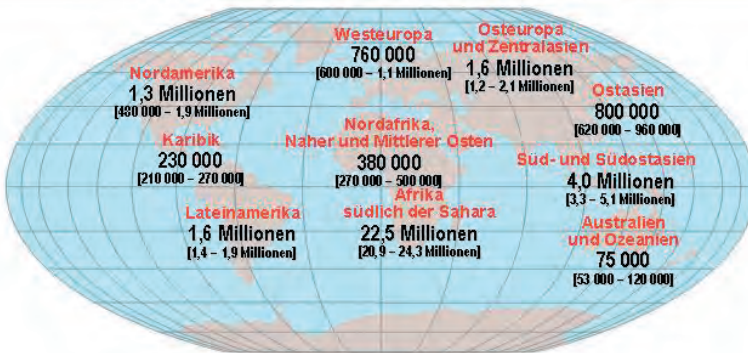 Westeuropa
760 000
[600 000 – 1,1 Millionen]
Osteuropa
und Zentralasien
1,6 Millionen
[1,2 – 2,1 Millionen]
Nordamerika
1,3 Millionen
[480 000 – 1,9 Millionen]
Ostasien
800 000
[620 000 – 960 000]
Karibik
230 000
[210 000 – 270 000]
Nordafrika,
Naher und Mittlerer Osten
380 000
[270 000 – 500 000]
Süd- und Südostasien
4,0 Millionen
[3,3 – 5,1 Millionen]
Lateinamerika
1,6 Millionen
[1,4 – 1,9 Millionen]
Afrika
südlich der Sahara
22,5 Millionen
[20,9 – 24,3 Millionen]
Australien
und Ozeanien
75 000
[53 000 – 120 000]